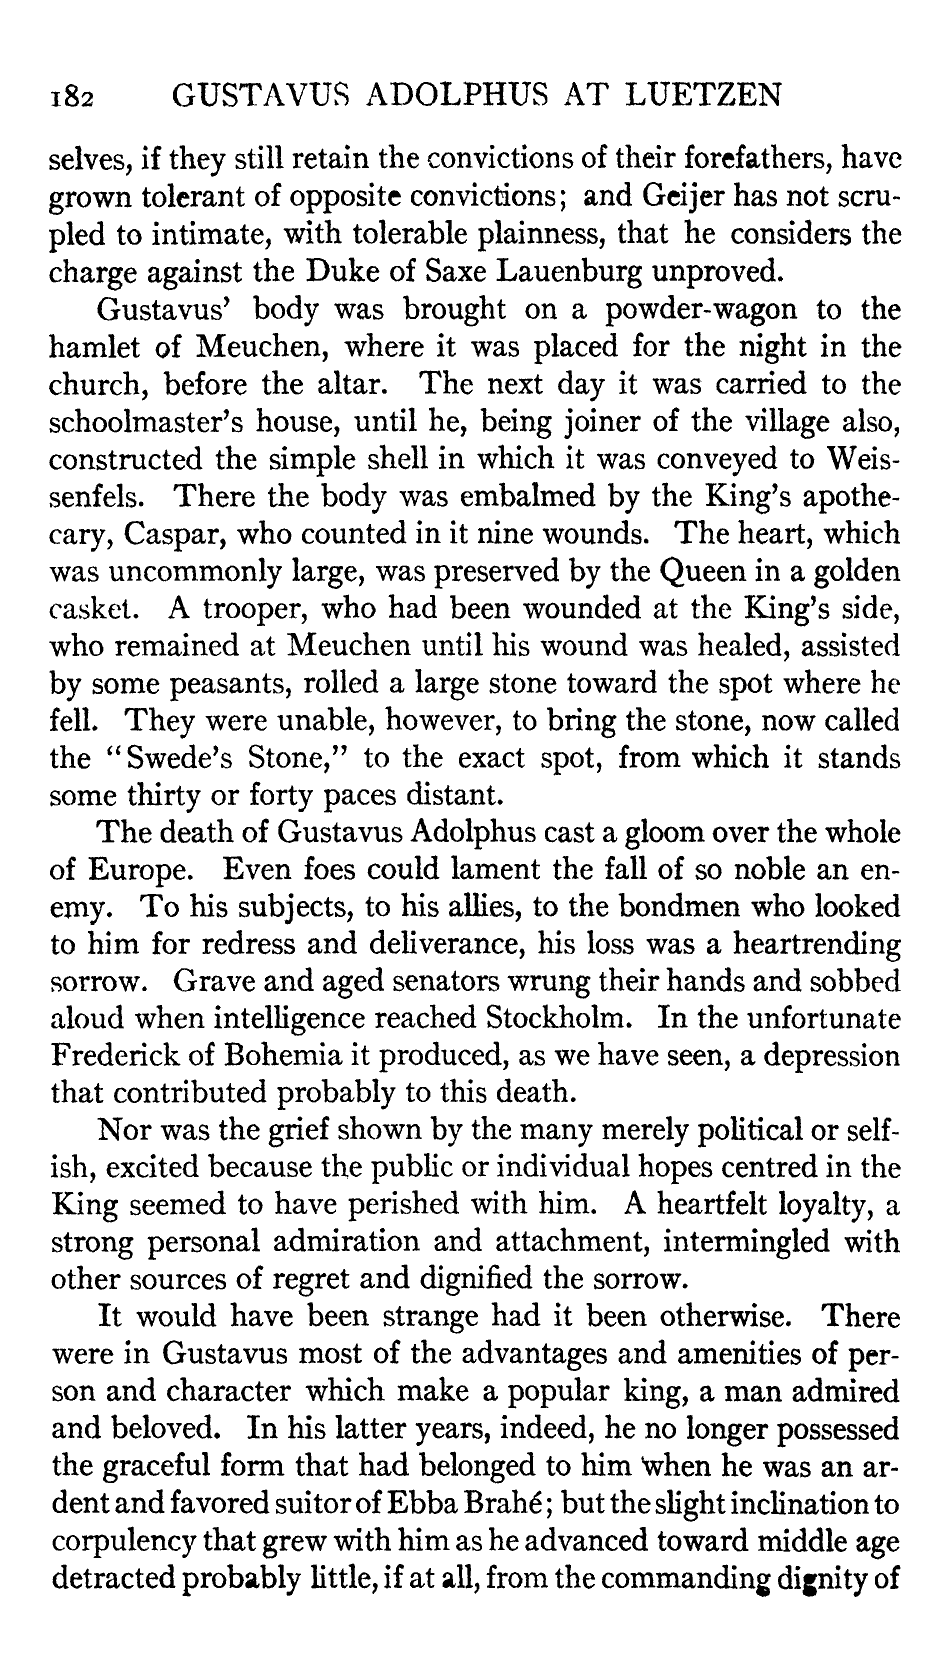 182 GUSTAVUS ADOLPHUS AT LUETZEN
selves, if they still retain the convictions of their forefathers, have
grown tolerant of opposite convictions; and Geijer has not scru-
pled to intimate, with tolerable plainness, that he considers the
charge against the Duke of Saxe Lauenburg unproved.
Gustavus' body was brought on a powder-wagon to the
hamlet of Meuchen, where it was placed for the night in the
church, before the altar. The next day it was carried to the
schoolmaster's house, until he, being joiner of the village also,
constructed the simple shell in which it was conveyed to Weis-
senfels. There the body was embalmed by the King's apothe-
cary, Caspar, who counted in it nine wounds. The heart, which
was uncommonly large, was preserved by the Queen in a golden
casket. A trooper, who had been wounded at the King's side,
who remained at Meuchen until his wound was healed, assisted
by some peasants, rolled a large stone toward the spot where he
fell. They were unable, however, to bring the stone, now called
the "Swede's Stone," to the exact spot, from which it stands
some thirty or forty paces distant.
The death of Gustavus Adolphus cast a gloom over the whole
of Europe. Even foes could lament the fall of so noble an en-
emy. To his subjects, to his allies, to the bondmen who looked
to him for redress and deliverance, his loss was a heartrending
sorrow. Grave and aged senators wrung their hands and sobbed
aloud when intelligence reached Stockholm. In the unfortunate
Frederick of Bohemia it produced, as we have seen, a depression
that contributed probably to this death.
Nor was the grief shown by the many merely political or self-
ish, excited because the public or individual hopes centred in the
King seemed to have perished with him. A heartfelt loyalty, a
strong personal admiration and attachment, intermingled with
other sources of regret and dignified the sorrow.
It would have been strange had it been otherwise. There
were in Gustavus most of the advantages and amenities of per-
son and character which make a popular king, a man admired
and beloved. In his latter years, indeed, he no longer possessed
the graceful form that had belonged to him when he was an ar-
dent and favored suitor of Ebba Brahé; but the slight inclination to
corpulency that grew with him as he advanced toward middle age
detracted probably little, if at all, from the commanding dignity of